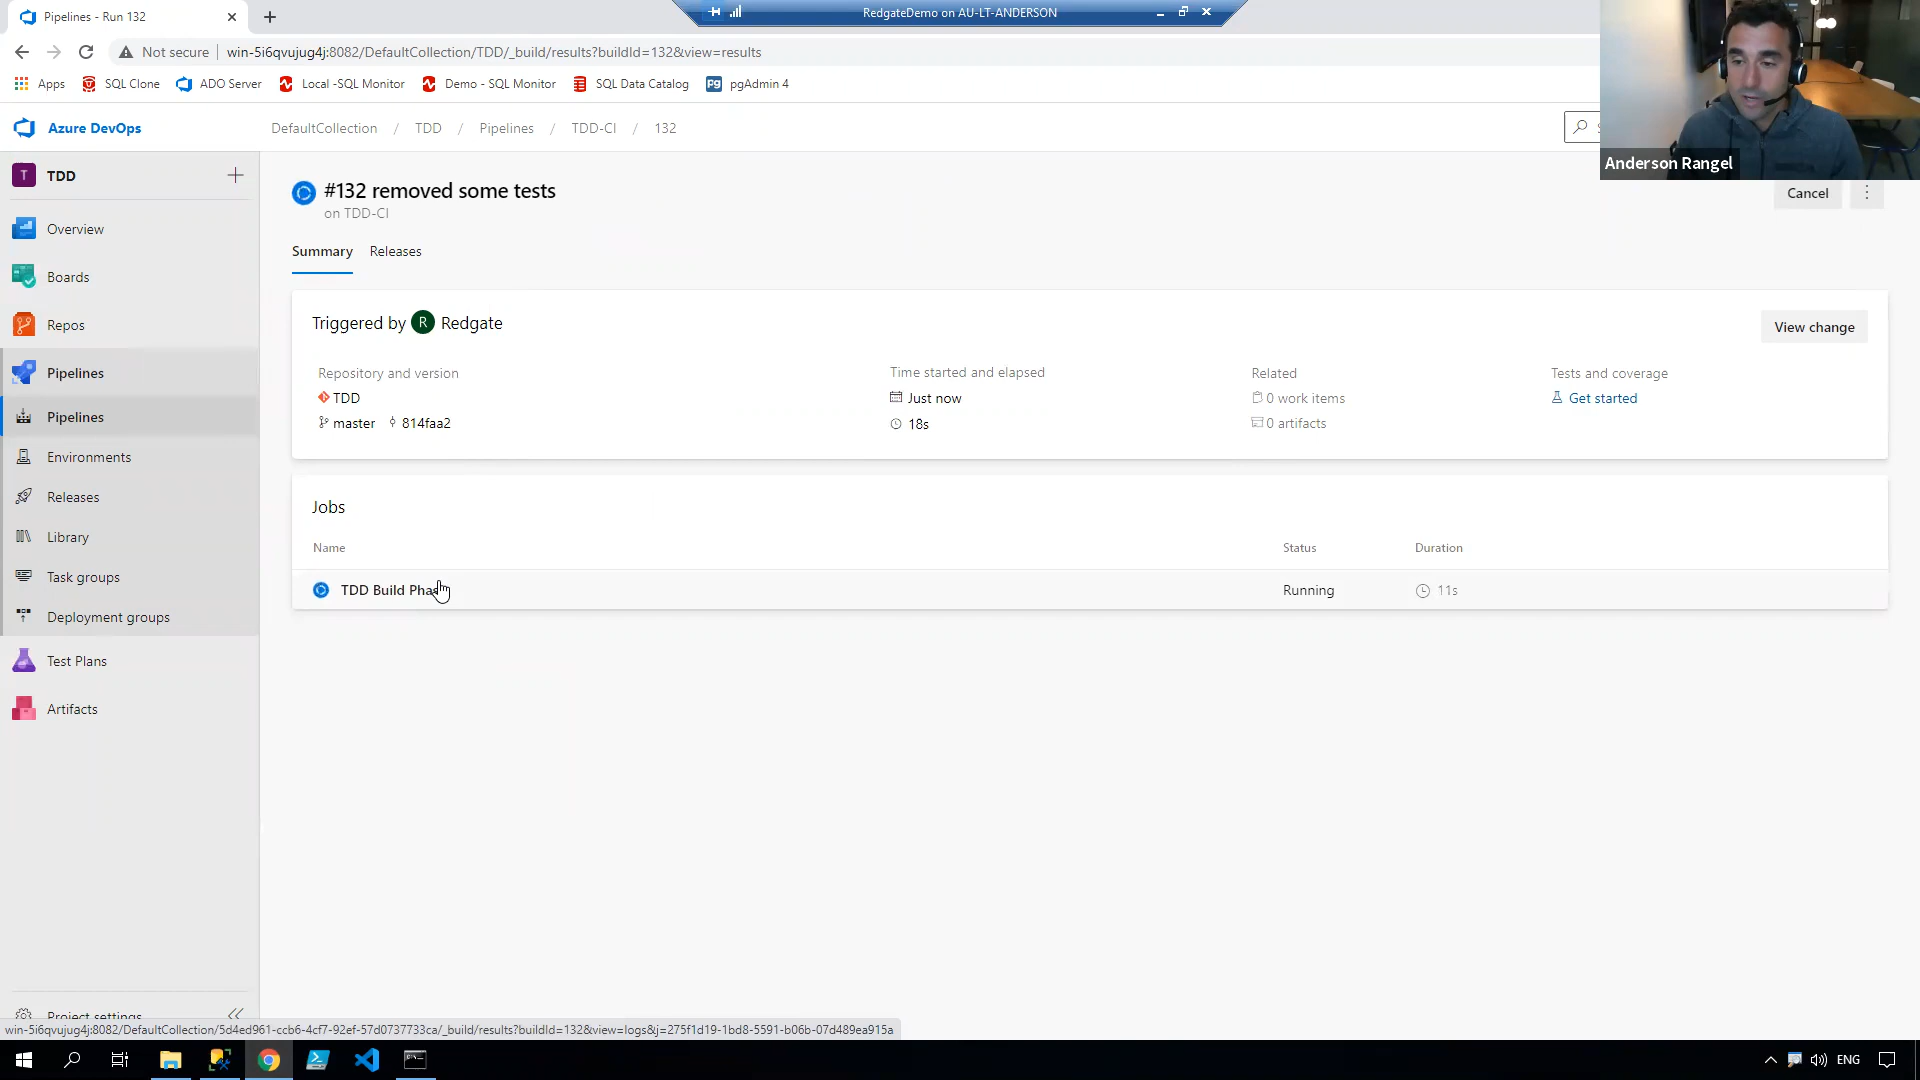 Pipelines - Run 132
RedgateDemo on AU-LT-ANDERSON
Not secure
win-5i6qvujug4j:8082/DefaultCollection/TDD/_build/results?buildId=132&view=results
Apps SQL Clone ADO Server Local -SQL Monitor Demo - SQL Monitor SQL Data Catalog pgAdmin 4
Azure DevOps
DefaultCollection / TDD / Pipelines / TDD-CI / 132
Anderson Rangel
T TDD
Overview
Boards
Repos
Pipelines
Pipelines
Environments
Releases
Library
Task groups
Deployment groups
Test Plans
Artifacts
Project settings
#132 removed some tests
on TDD-CI
Cancel
Summary Releases
Triggered by R Redgate
View change
Repository and version
TDD
master 814faa2
Time started and elapsed
Just now
18s
Related
0 work items
0 artifacts
Tests and coverage
Get started
Jobs
Name Status Duration
TDD Build Running 11s
win-5i6qvujug4j:8082/DefaultCollection/5d4ed961-ccb6-4cf7-92ef-57d0737733ca/_build/results?buildId=132&view=logs&j=275f1d19-1bd8-5591-b06b-07d489ea915a
ENG